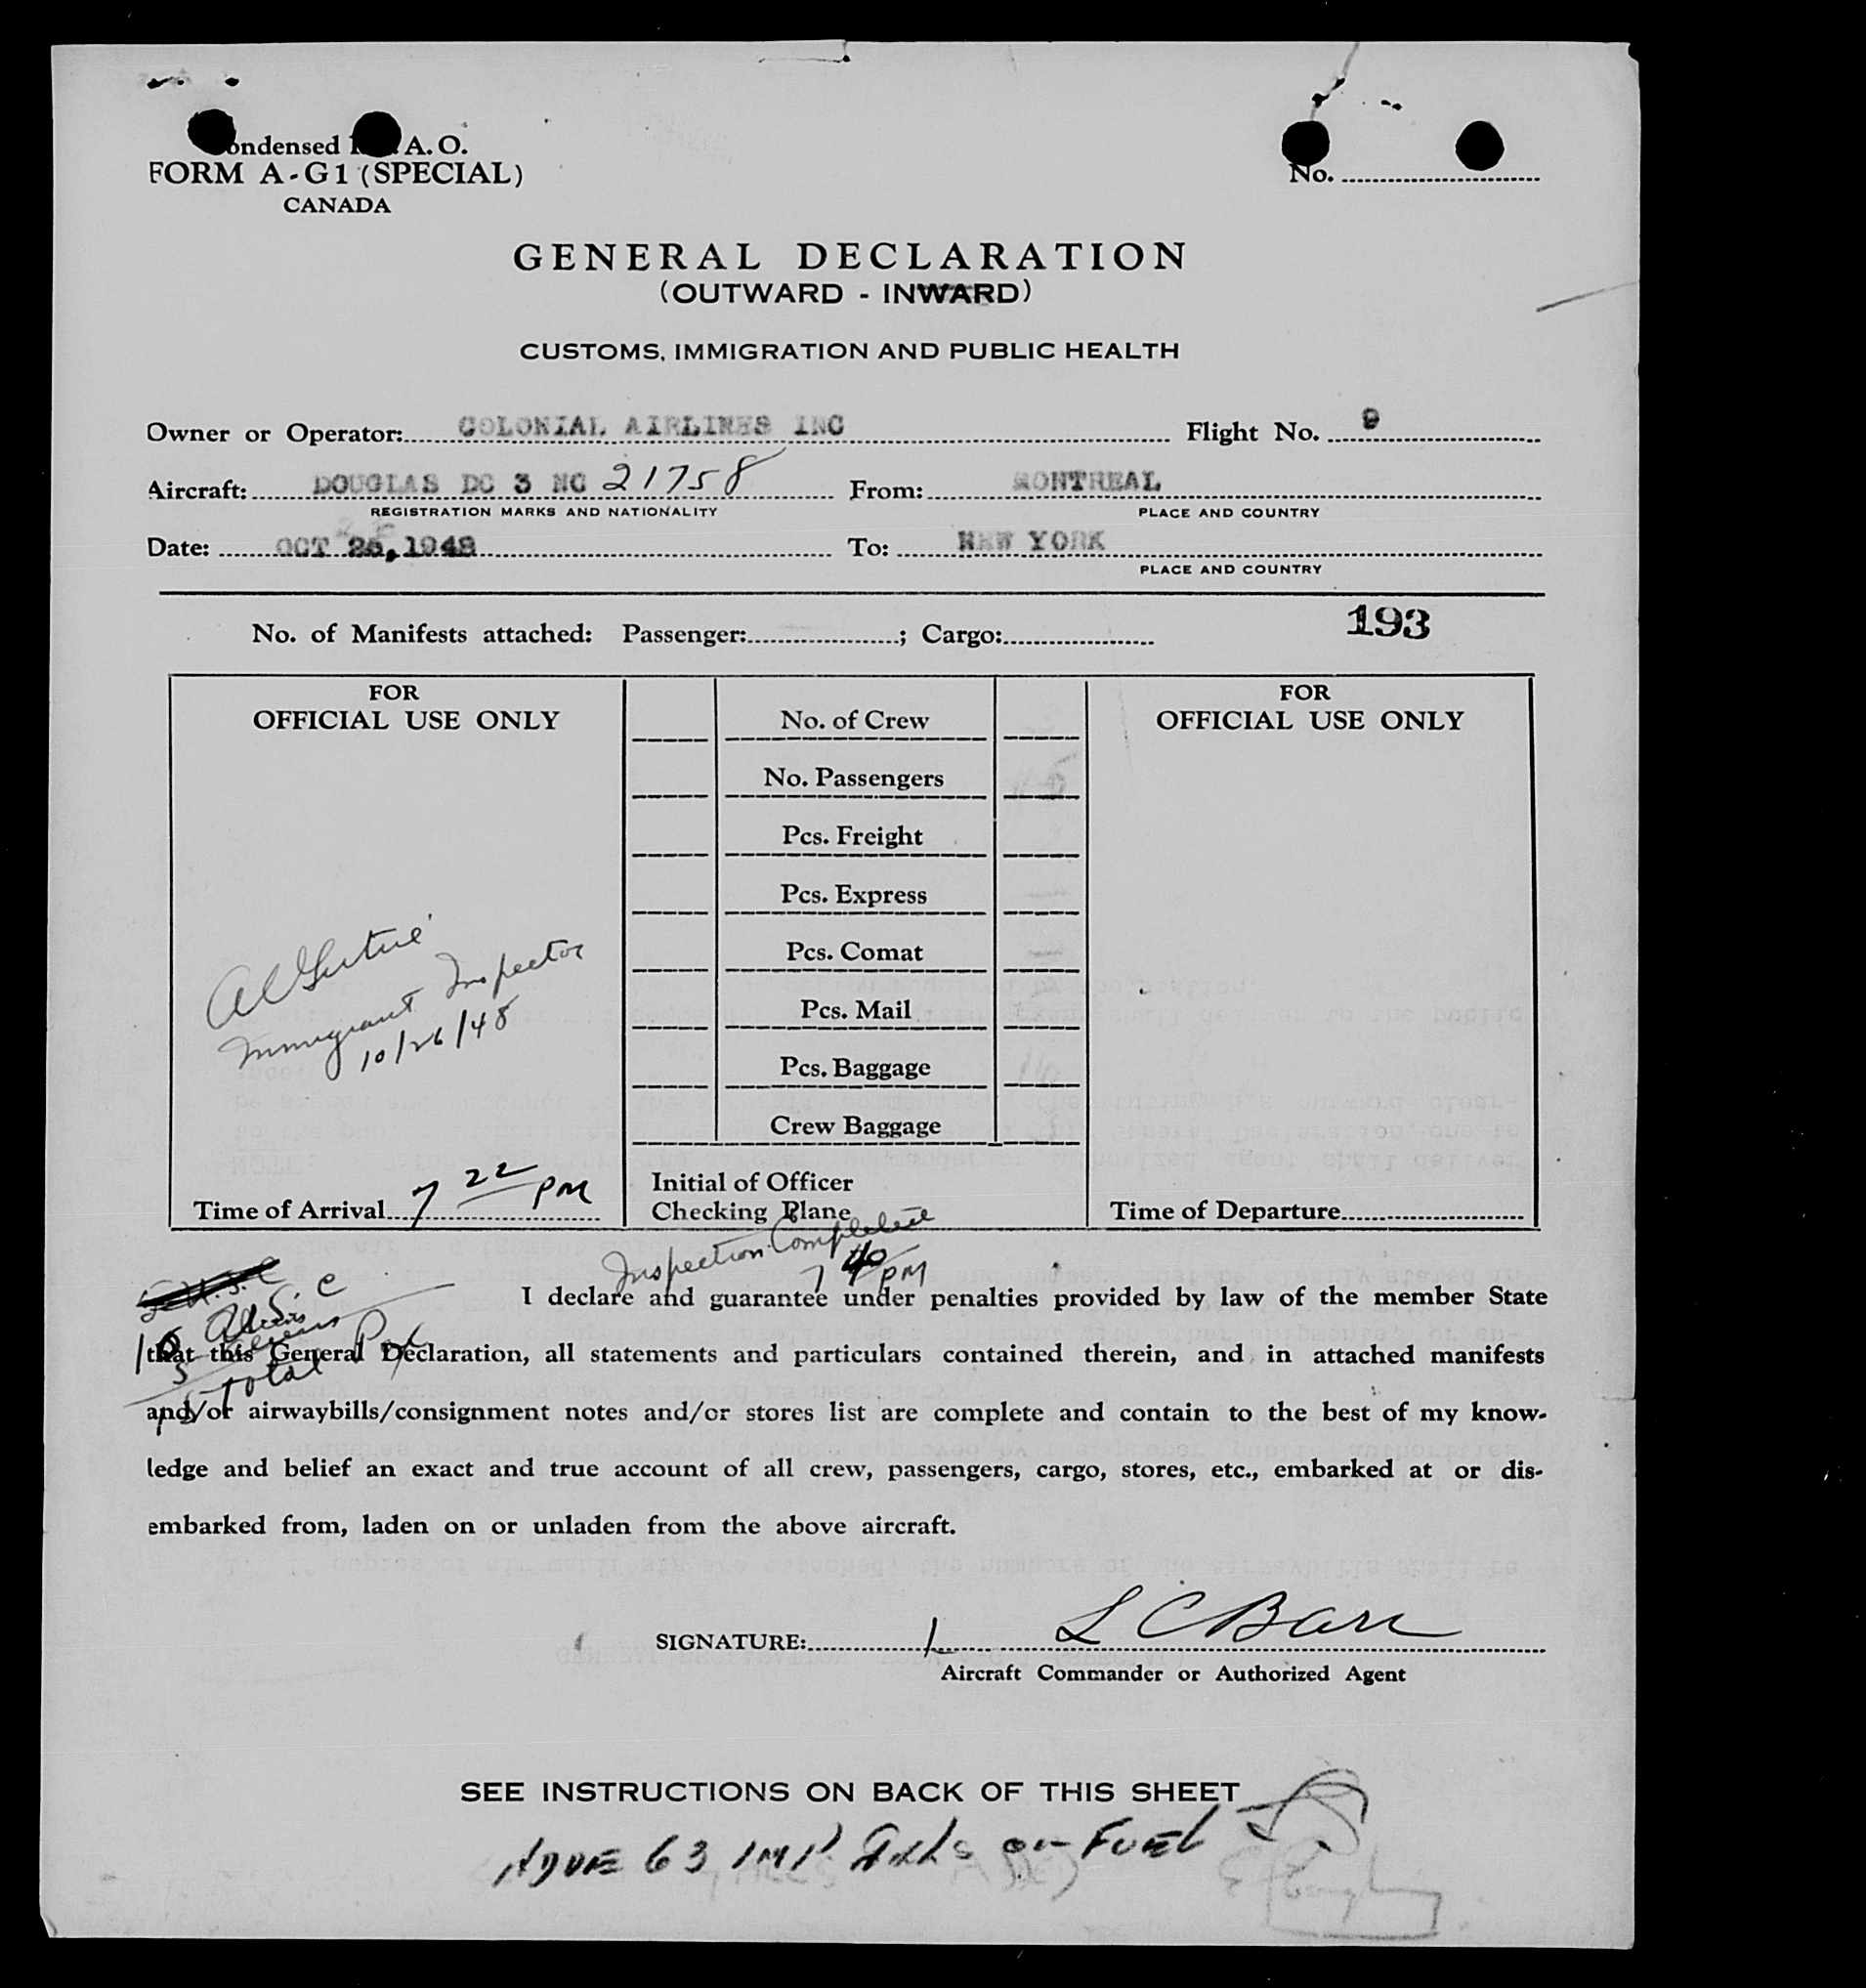 ondensed A. O.
FORM A-G1 (SPECIAL)
CANADA
No.
GENERAL DECLARATION
(OUTWARD - INWARD)
CUSTOMS, IMMIGRATION AND PUBLIC HEALTH
Owner or Operator: COLONIAL AIRLINES INC Flight No. 9
Aircraft: DOUGLAS DC 3 NC 21758 From: MONTREAL
REGISTRATION MARKS AND NATIONALITY PLACE AND COUNTRY
Date: OCT 26, 1948 To: NEW YORK
PLACE AND COUNTRY
193
No. of Manifests attached: Passenger: ; Cargo:
FOR
OFFICIAL USE ONLY
No. of Crew
No. Passengers
Pcs. Freight
Pcs. Express
Pcs. Comat
Pcs. Mail
Pcs. Baggage
Crew Baggage
FOR
OFFICIAL USE ONLY
Immigrant Inspector
10/26/48
Time of Arrival 7 22 PM
Initial of Officer
Checking Plane
Time of Departure
Inspection Completed
7 40 PM
10
5 Aliens
15 Total
I declare and guarantee under penalties provided by law of the member State
that this General Declaration, all statements and particulars contained therein, and in attached manifests
and/or airwaybills/consignment notes and/or stores list are complete and contain to the best of my know-
ledge and belief an exact and true account of all crew, passengers, cargo, stores, etc., embarked at or dis-
embarked from, laden on or unladen from the above aircraft.
SIGNATURE: L C Barr
Aircraft Commander or Authorized Agent
SEE INSTRUCTIONS ON BACK OF THIS SHEET
63 IMP Gals FUEL